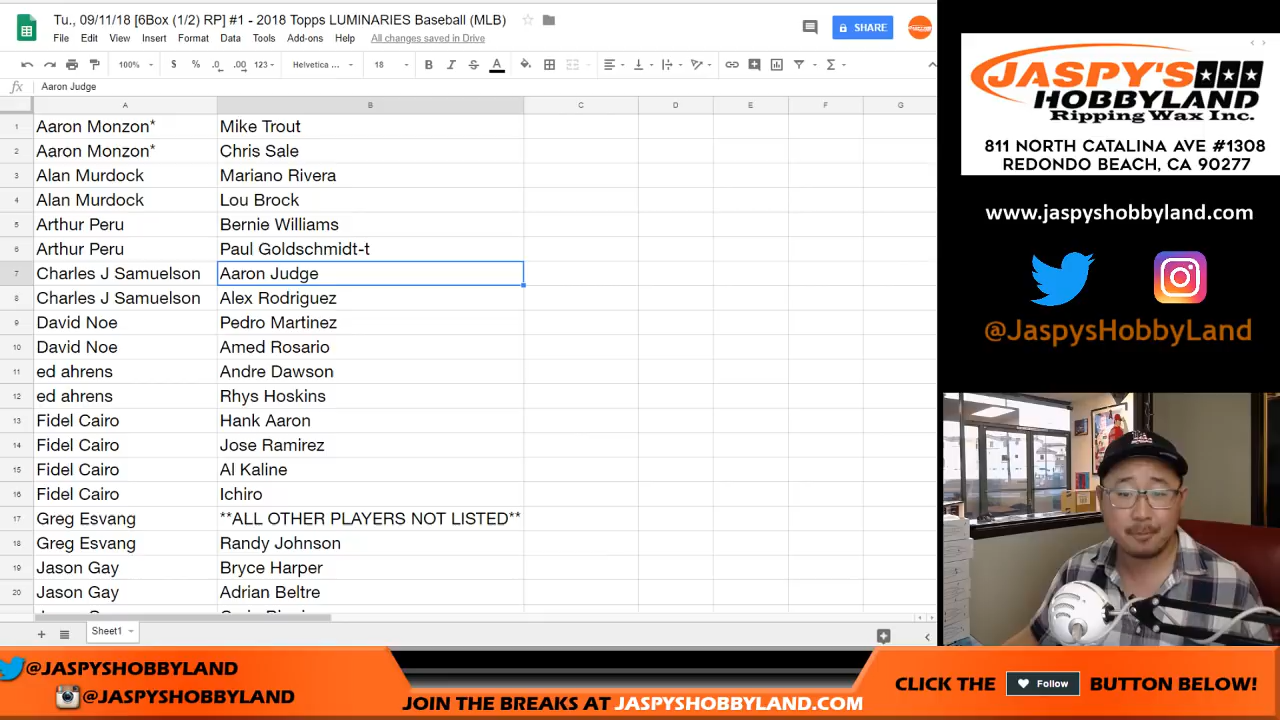 Tu., 09/11/18 [6Box (1/2) RP] #1 - 2018 Topps LUMINARIES Baseball (MLB)
File Edit View Insert Format Data Tools Add-ons Help All changes saved in Drive
SHARE
100% $ % .0 .00 123 Helvetica ... 18 B I S A
fx Aaron Judge
A B C D E F G
1 Aaron Monzon* Mike Trout
2 Aaron Monzon* Chris Sale
3 Alan Murdock Mariano Rivera
4 Alan Murdock Lou Brock
5 Arthur Peru Bernie Williams
6 Arthur Peru Paul Goldschmidt-t
7 Charles J Samuelson Aaron Judge
8 Charles J Samuelson Alex Rodriguez
9 David Noe Pedro Martinez
10 David Noe Amed Rosario
11 ed ahrens Andre Dawson
12 ed ahrens Rhys Hoskins
13 Fidel Cairo Hank Aaron
14 Fidel Cairo Jose Ramirez
15 Fidel Cairo Al Kaline
16 Fidel Cairo Ichiro
17 Greg Esvang **ALL OTHER PLAYERS NOT LISTED**
18 Greg Esvang Randy Johnson
19 Jason Gay Bryce Harper
20 Jason Gay Adrian Beltre
Sheet1
JASPY'S
HOBBYLAND
Ripping Wax Inc.
811 NORTH CATALINA AVE #1308
REDONDO BEACH, CA 90277
www.jaspyshobbyland.com
@JaspysHobbyLand
@JASPYSHOBBYLAND
@JASPYSHOBBYLAND
JOIN THE BREAKS AT JASPYSHOBBYLAND.COM
CLICK THE Follow BUTTON BELOW!